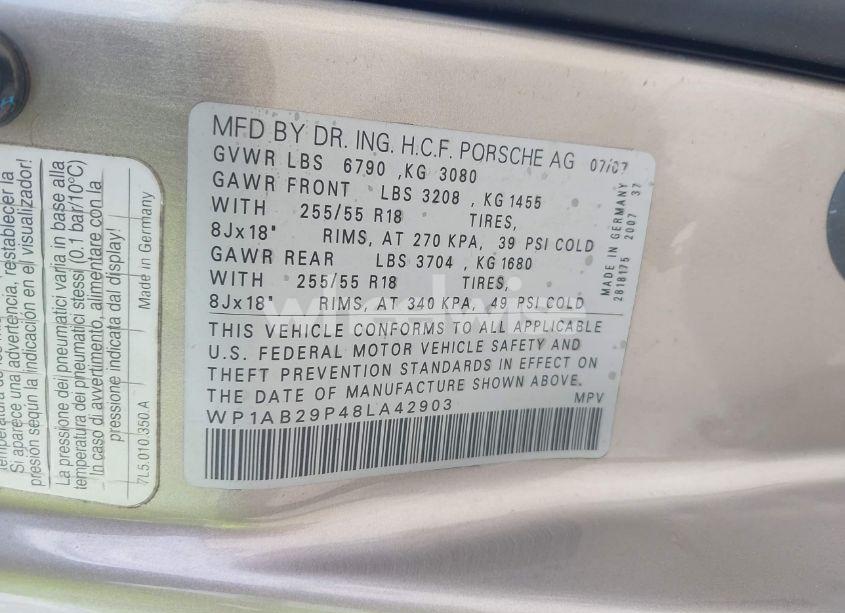 MFD BY DR. ING. H.C.F. PORSCHE AG 07/07
GVWR LBS 6790 ,KG 3080
GAWR FRONT LBS 3208 , KG 1455
WITH 255/55 R18 TIRES,
8Jx18" RIMS, AT 270 KPA, 39 PSI COLD
GAWR REAR LBS 3704 , KG 1680
WITH 255/55 R18 TIRES,
8Jx18" RIMS, AT 340 KPA, 49 PSI COLD
THIS VEHICLE CONFORMS TO ALL APPLICABLE
U.S. FEDERAL MOTOR VEHICLE SAFETY AND
THEFT PREVENTION STANDARDS IN EFFECT ON
THE DATE OF MANUFACTURE SHOWN ABOVE.
WP1AB29P48LA42903 MPV
MADE IN GERMANY
2818175 2007 37
Si aparece una advertencia, restablecer la
presión según la indicación en el visualizador!
La pressione dei pneumatici varia in base alla
temperatura dei pneumatici stessi (0.1 bar/10°C)
In caso di avvertimento, alimentare con la
pressione indicata dal display!
7L5.010.350.A Made in Germany
wheelwise